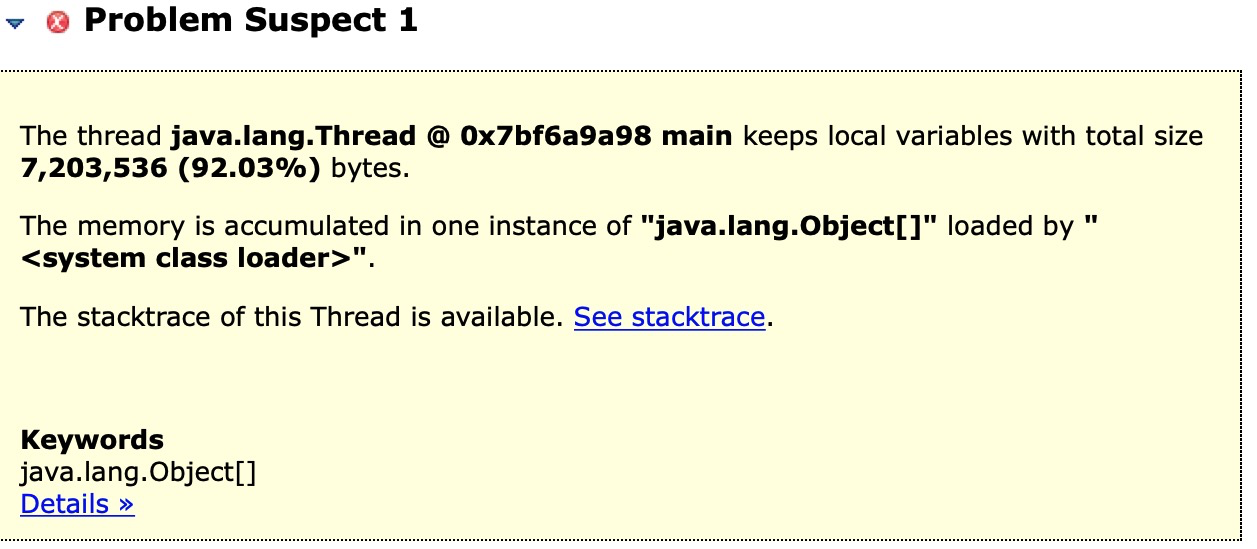 Problem Suspect 1
The thread java.lang.Thread @ 0x7bf6a9a98 main keeps local variables with total size
7,203,536 (92.03%) bytes.
The memory is accumulated in one instance of "java.lang.Object[]" loaded by "
<system class loader>".
The stacktrace of this Thread is available. See stacktrace.
Keywords
java.lang.Object[]
Details »